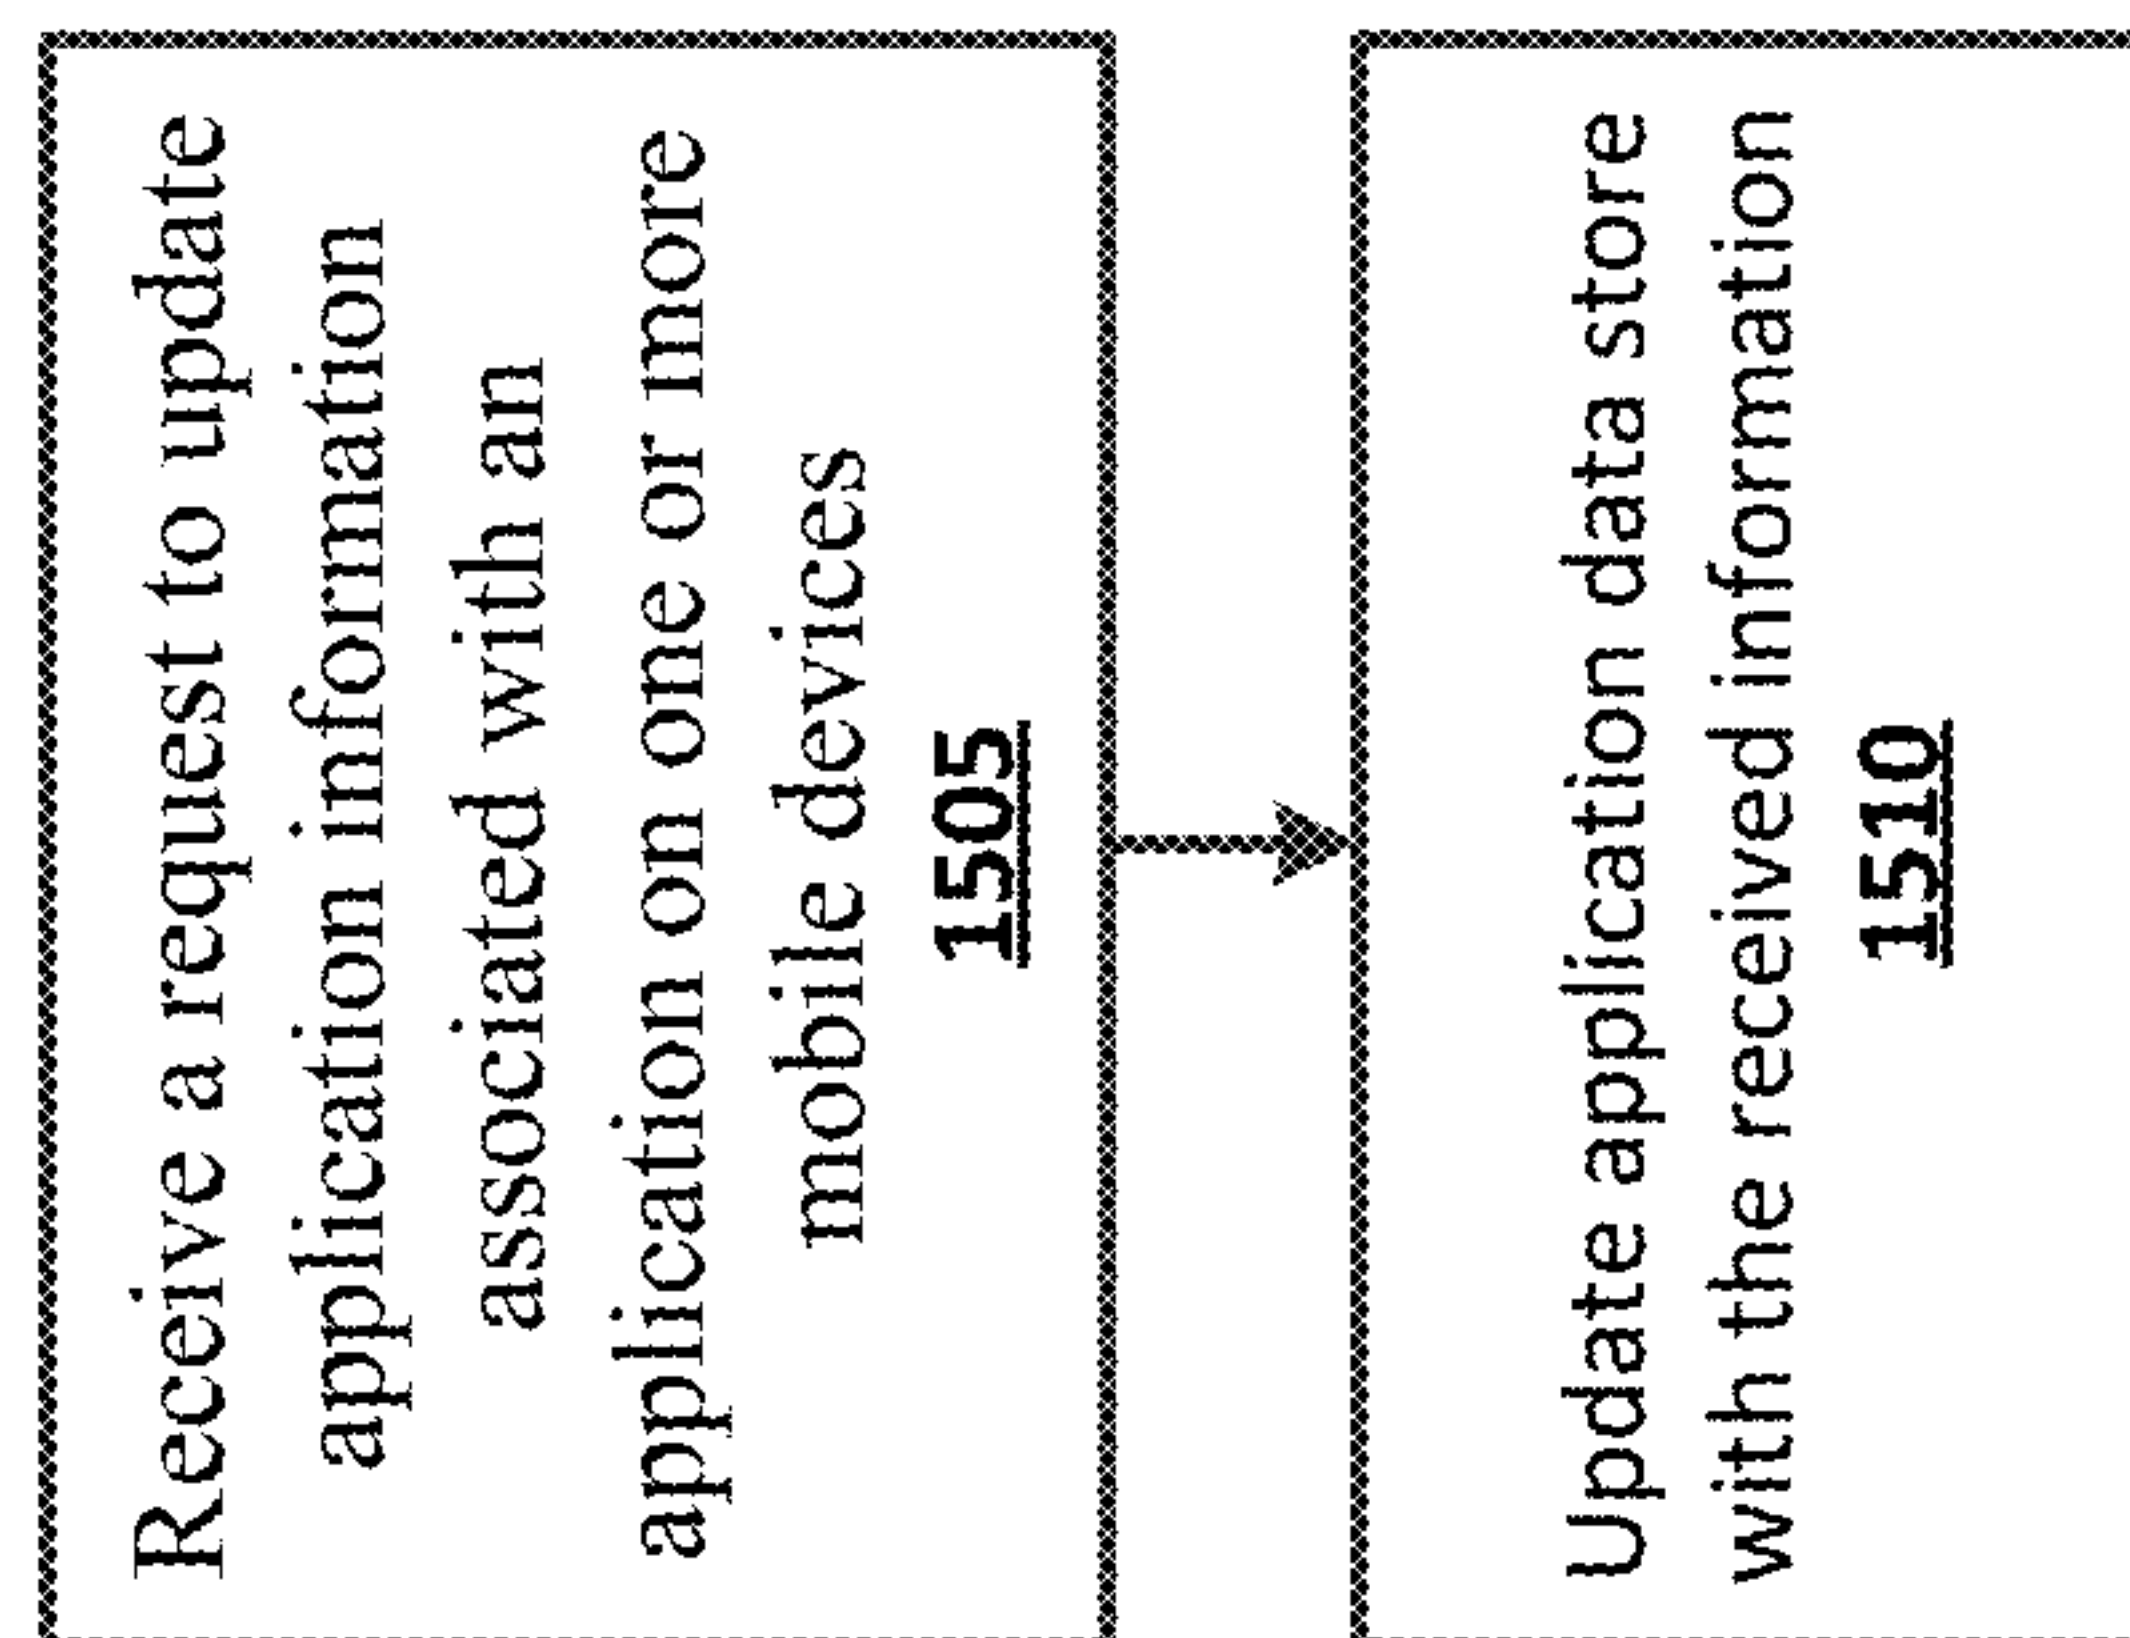 Receive a request to update
application information
associated with an
application on one or more
mobile devices
1505
Update application data store
with the received information
1510